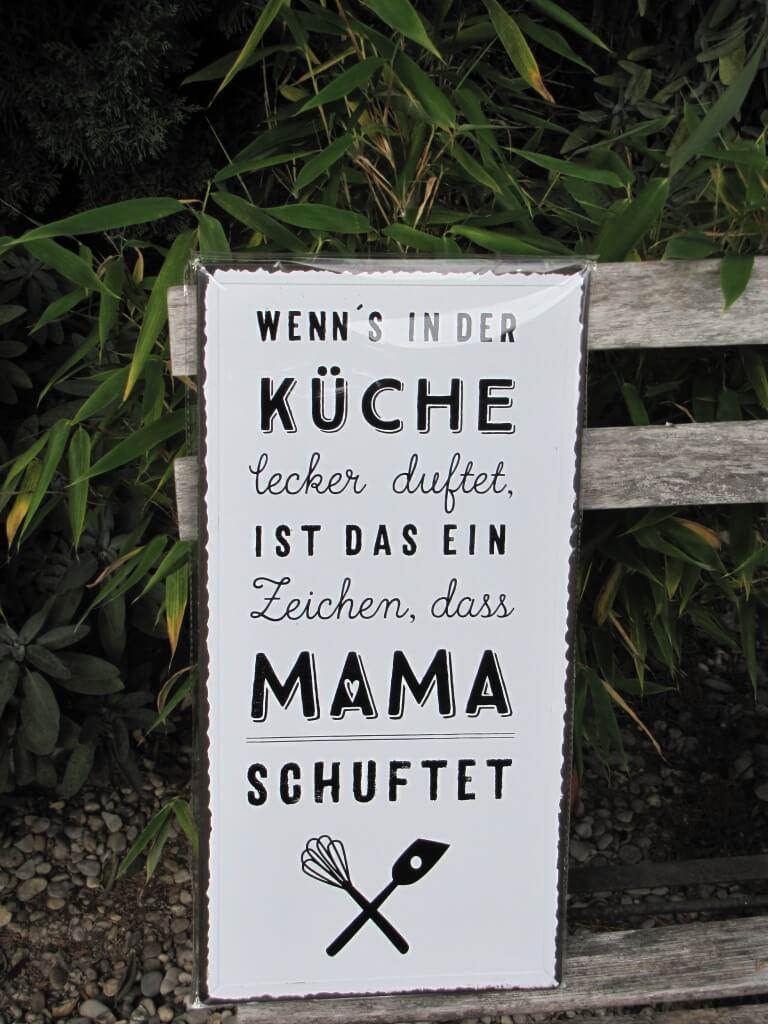 WENN´S IN DER
KÜCHE
lecker duftet,
IST DAS EIN
Zeichen, dass
MAMA
SCHUFTET